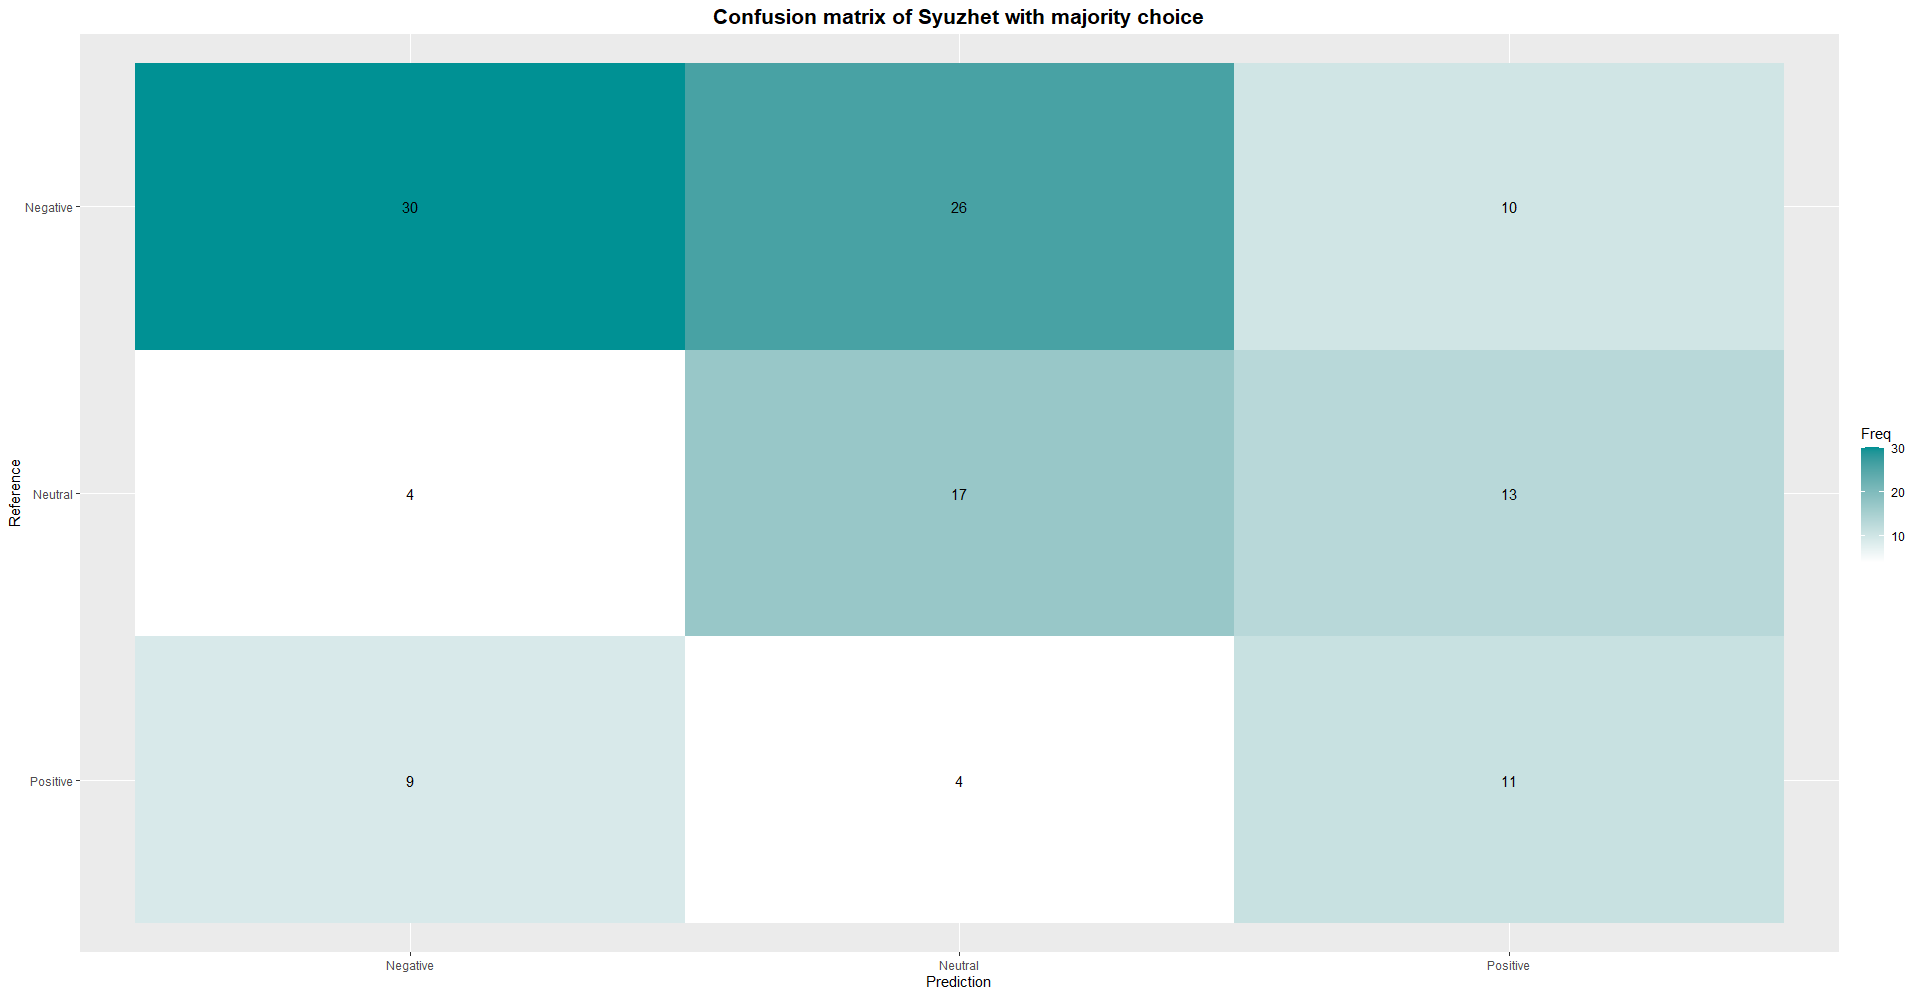 Confusion matrix of Syuzhet with majority choice
Negative
30
26
10
Neutral
4
17
13
Positive
9
4
11
Reference
Negative
Neutral
Positive
Prediction
Freq
30
20
10